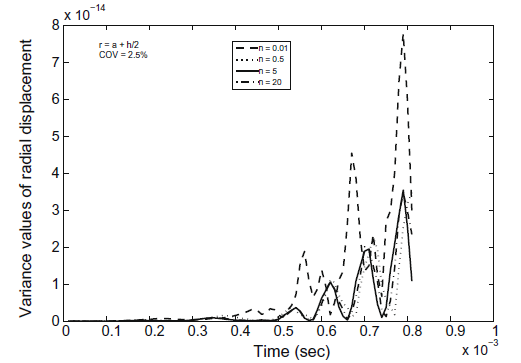 x 10⁻¹⁴
8
7
6
5
4
3
2
1
0
Variance values of radial displacement
r = a + h/2
COV = 2.5%
n = 0.01
n = 0.5
n = 5
n = 20
0 0.1 0.2 0.3 0.4 0.5 0.6 0.7 0.8 0.9 1
x 10⁻³
Time (sec)